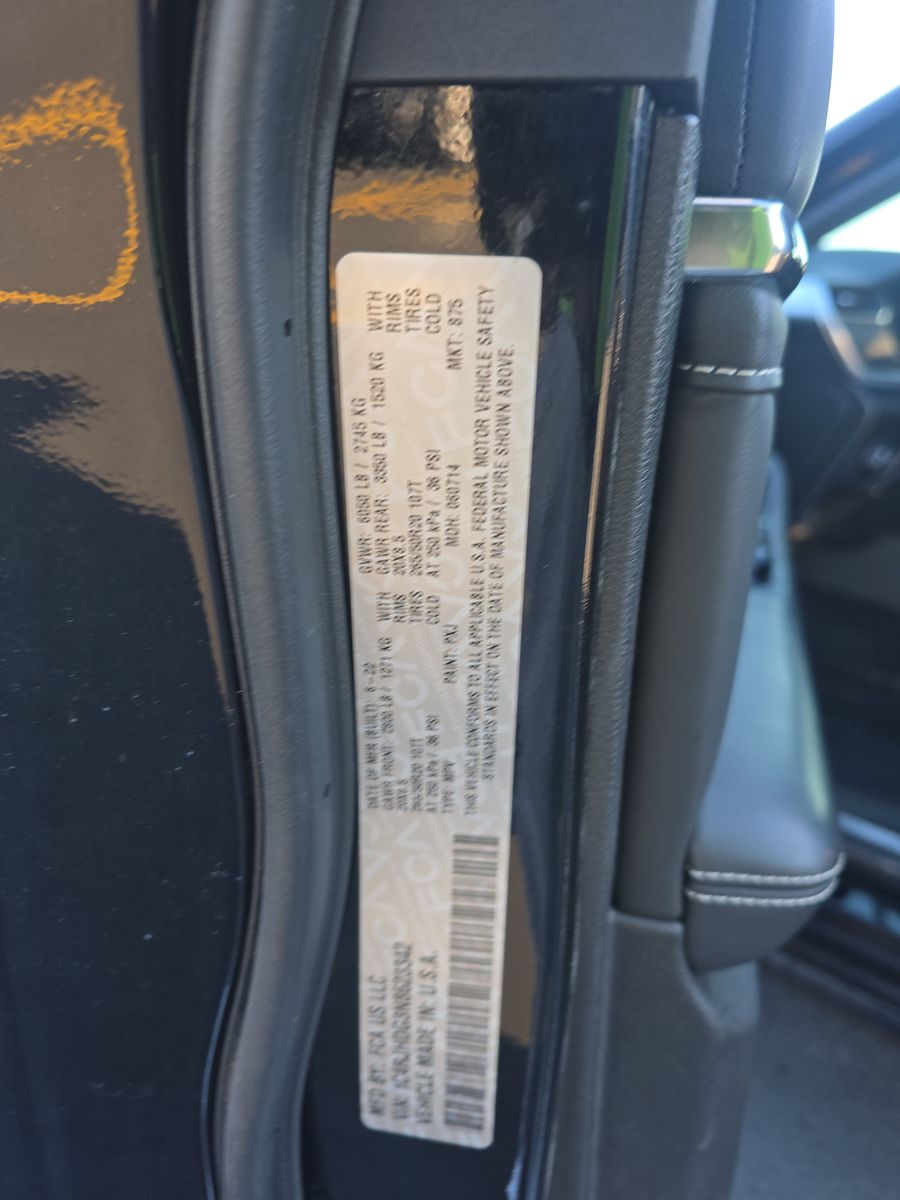 MFD BY: FCA US LLC
DATE OF MFR (BUILT): 6-22
GVWR: 6050 LB / 2745 KG
GAWR FRONT: 2800 LB / 1271 KG WITH
GAWR REAR: 3350 LB / 1520 KG WITH
20X8.5 RIMS
20X8.5 RIMS
265/50R20 107T TIRES
265/50R20 107T TIRES
AT 250 kPa / 36 PSI COLD
AT 250 kPa / 36 PSI COLD
VIN:
TYPE: MPV
PAINT: PXJ
MDH: 060714
MKT: 875
VEHICLE MADE IN: U.S.A.
THIS VEHICLE CONFORMS TO ALL APPLICABLE U.S.A. FEDERAL MOTOR VEHICLE SAFETY
STANDARDS IN EFFECT ON THE DATE OF MANUFACTURE SHOWN ABOVE.